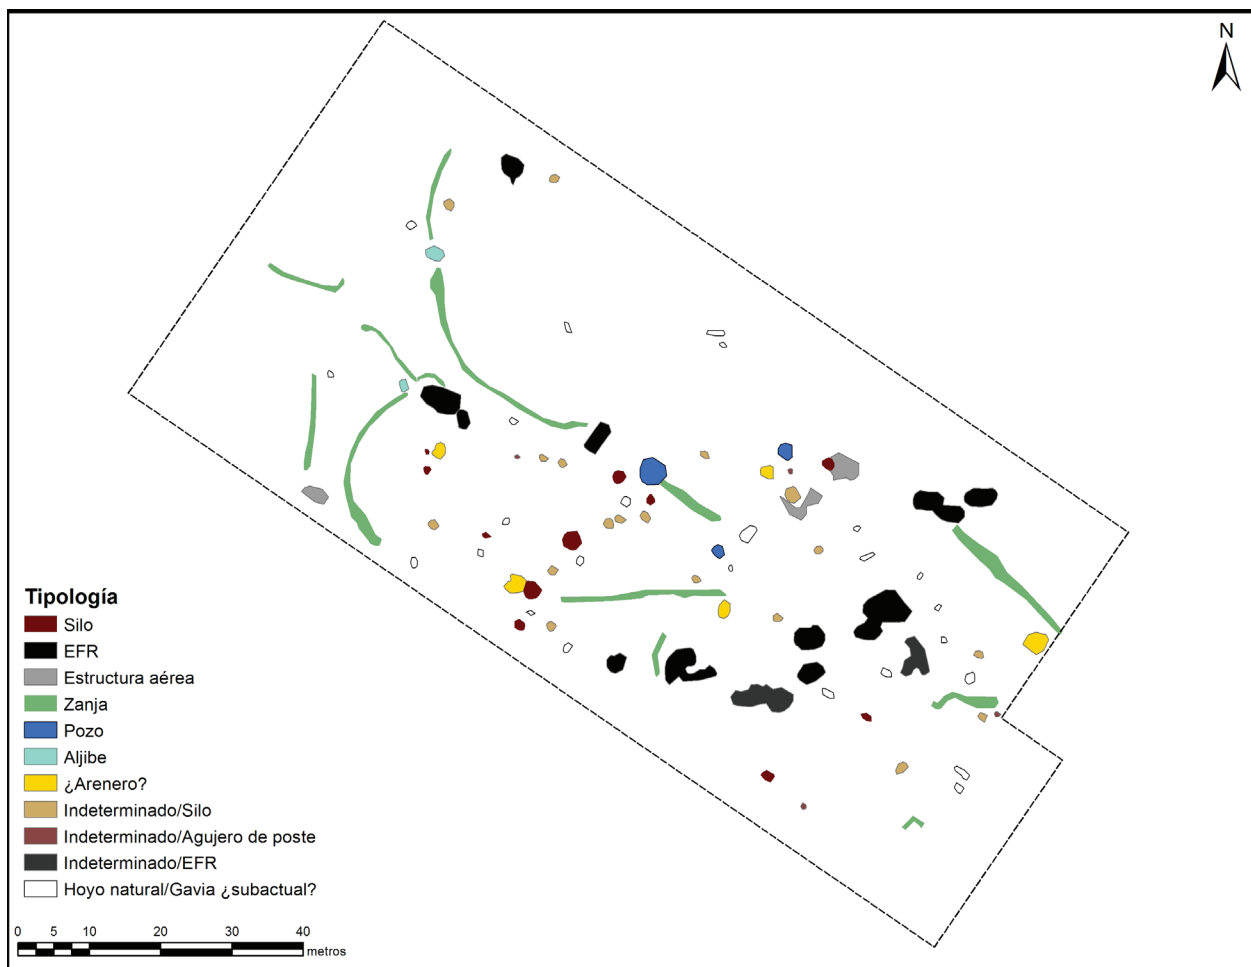 N
Tipología
Silo
EFR
Estructura aérea
Zanja
Pozo
Aljibe
¿Arenero?
Indeterminado/Silo
Indeterminado/Agujero de poste
Indeterminado/EFR
Hoyo natural/Gavia ¿subactual?
0 5 10 20 30 40
metros